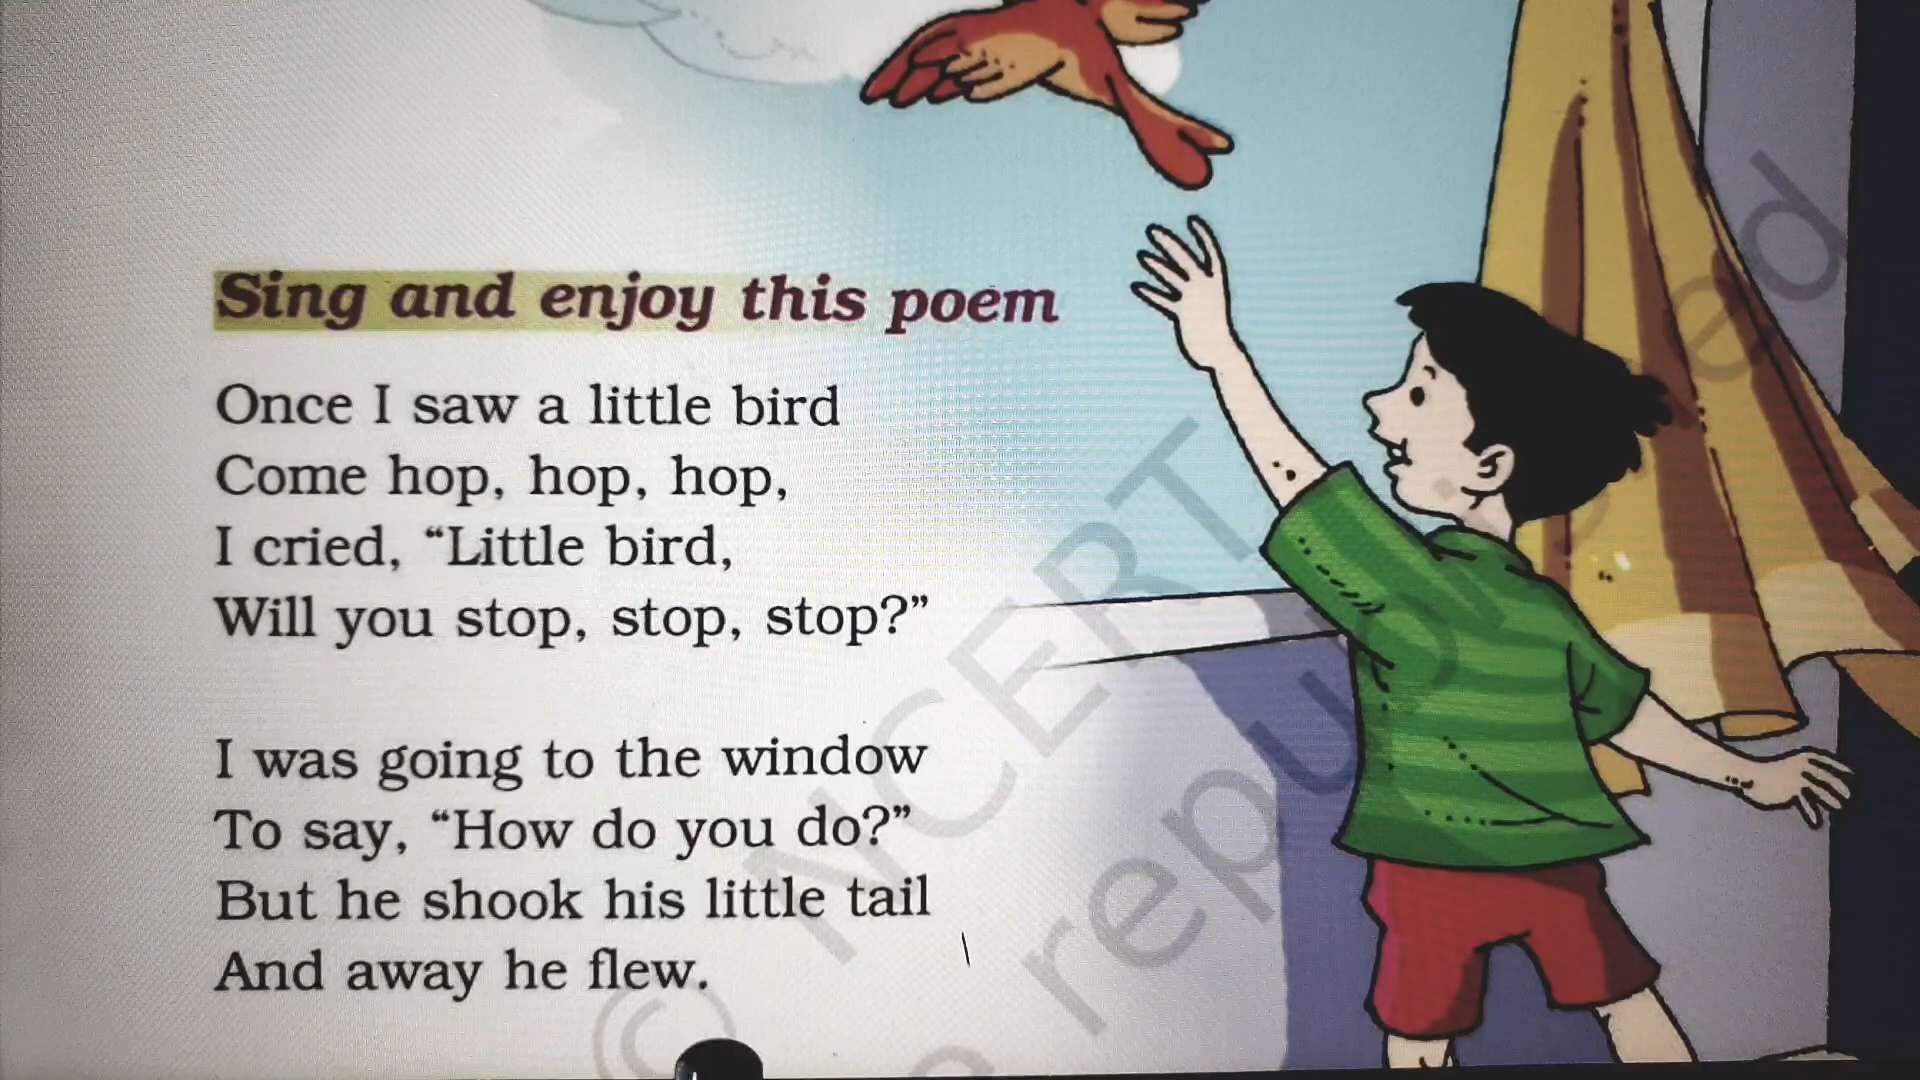 Sing and enjoy this poem
Once I saw a little bird
Come hop, hop, hop,
I cried, “Little bird,
Will you stop, stop, stop?”
I was going to the window
To say, “How do you do?”
But he shook his little tail
And away he flew.
© NCERT